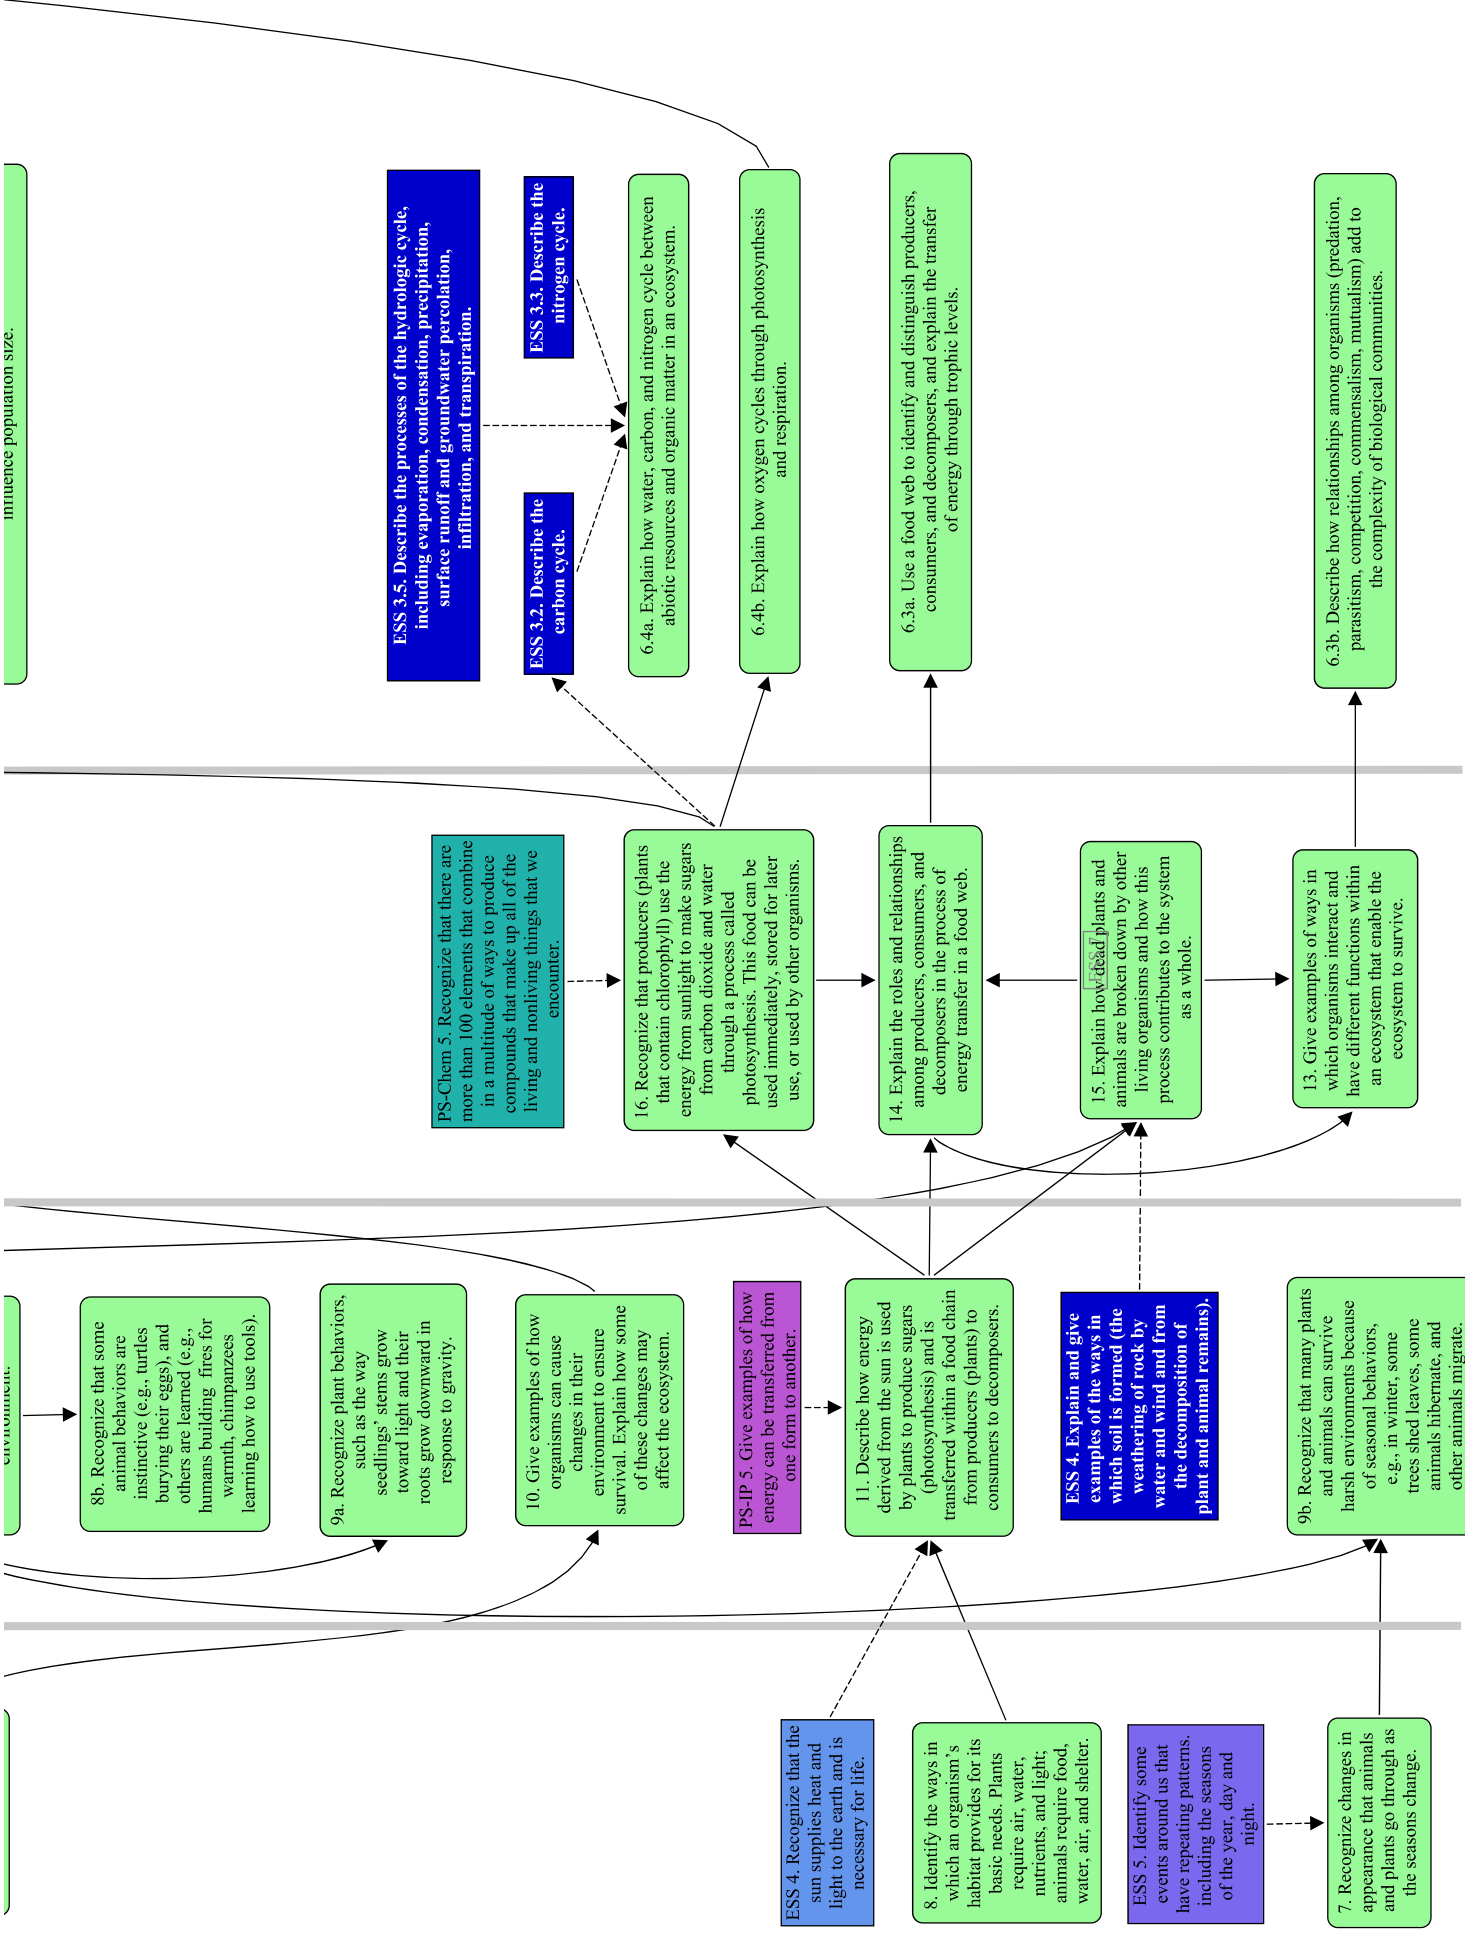 ESS 4. Recognize that the
sun supplies heat and
light to the earth and is
necessary for life.
8. Identify the ways in
which an organism's
habitat provides for its
basic needs. Plants
require air, water,
nutrients, and light;
animals require food,
water, air, and shelter.
ESS 5. Identify some
events around us that
have repeating patterns.
including the seasons
of the year, day and
night.
7. Recognize changes in
appearance that animals
and plants go through as
the seasons change.
environment.
8b. Recognize that some
animal behaviors are
instinctive (e.g., turtles
burying their eggs), and
others are learned (e.g.,
humans building fires for
warmth, chimpanzees
learning how to use tools).
9a. Recognize plant behaviors,
such as the way
seedings' stems grow
toward light and their
roots grow downward in
response to gravity.
10. Give examples of how
organisms can cause
changes in their
environment to ensure
survival. Explain how some
of these changes may
affect the ecosystem.
PS-IP 5. Give examples of how
energy can be transferred from
one form to another.
11. Describe how energy
derived from the sun is used
by plants to produce sugars
(photosynthesis) and is
transferred within a food chain
from producers (plants) to
consumers to decomposers.
ESS 4. Explain and give
examples of the ways in
which soil is formed (the
weathering of rock by
water and wind and from
the decomposition of
plant and animal remains).
9b. Recognize that many plants
and animals can survive
harsh environments because
of seasonal behaviors,
e.g., in winter, some
trees shed leaves, some
animals hibernate, and
other animals migrate.
PS-Chem 5. Recognize that there are
more than 100 elements that combine
in a multitude of ways to produce
compounds that make up all of the
living and nonliving things that we
encounter.
16. Recognize that producers (plants
that contain chlorophyll) use the
energy from sunlight to make sugars
from carbon dioxide and water
through a process called
photosynthesis. This food can be
used immediately, stored for later
use, or used by other organisms.
14. Explain the roles and relationships
among producers, consumers, and
decomposers in the process of
energy transfer in a food web.
15. Explain how dead plants and
animals are broken down by other
living organisms and how this
process contributes to the system
as a whole.
13. Give examples of ways in
which organisms interact and
have different functions within
an ecosystem that enable the
ecosystem to survive.
influence population size.
ESS 3.5. Describe the processes of the hydrologic cycle,
including evaporation, condensation, precipitation,
surface runoff and groundwater percolation,
infiltration, and transpiration.
ESS 3.2. Describe the
carbon cycle.
ESS 3.3. Describe the
nitrogen cycle.
6.4a. Explain how water, carbon, and nitrogen cycle between
abiotic resources and organic matter in an ecosystem.
6.4b. Explain how oxygen cycles through photosynthesis
and respiration.
6.3a. Use a food web to identify and distinguish producers,
consumers, and decomposers, and explain the transfer
of energy through trophic levels.
6.3b. Describe how relationships among organisms (predation,
parasitism, competition, commensalism, mutualism) add to
the complexity of biological communities.